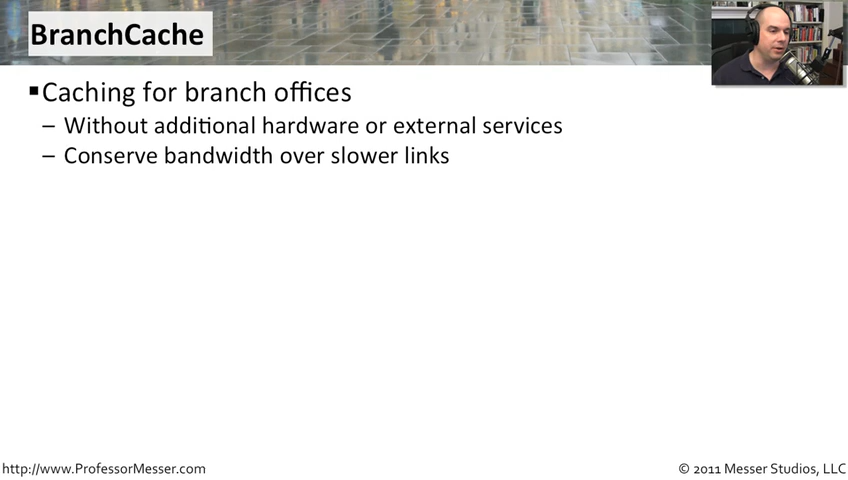 BranchCache
▪Caching for branch offices
– Without additional hardware or external services
– Conserve bandwidth over slower links
http://www.ProfessorMesser.com
© 2011 Messer Studios, LLC